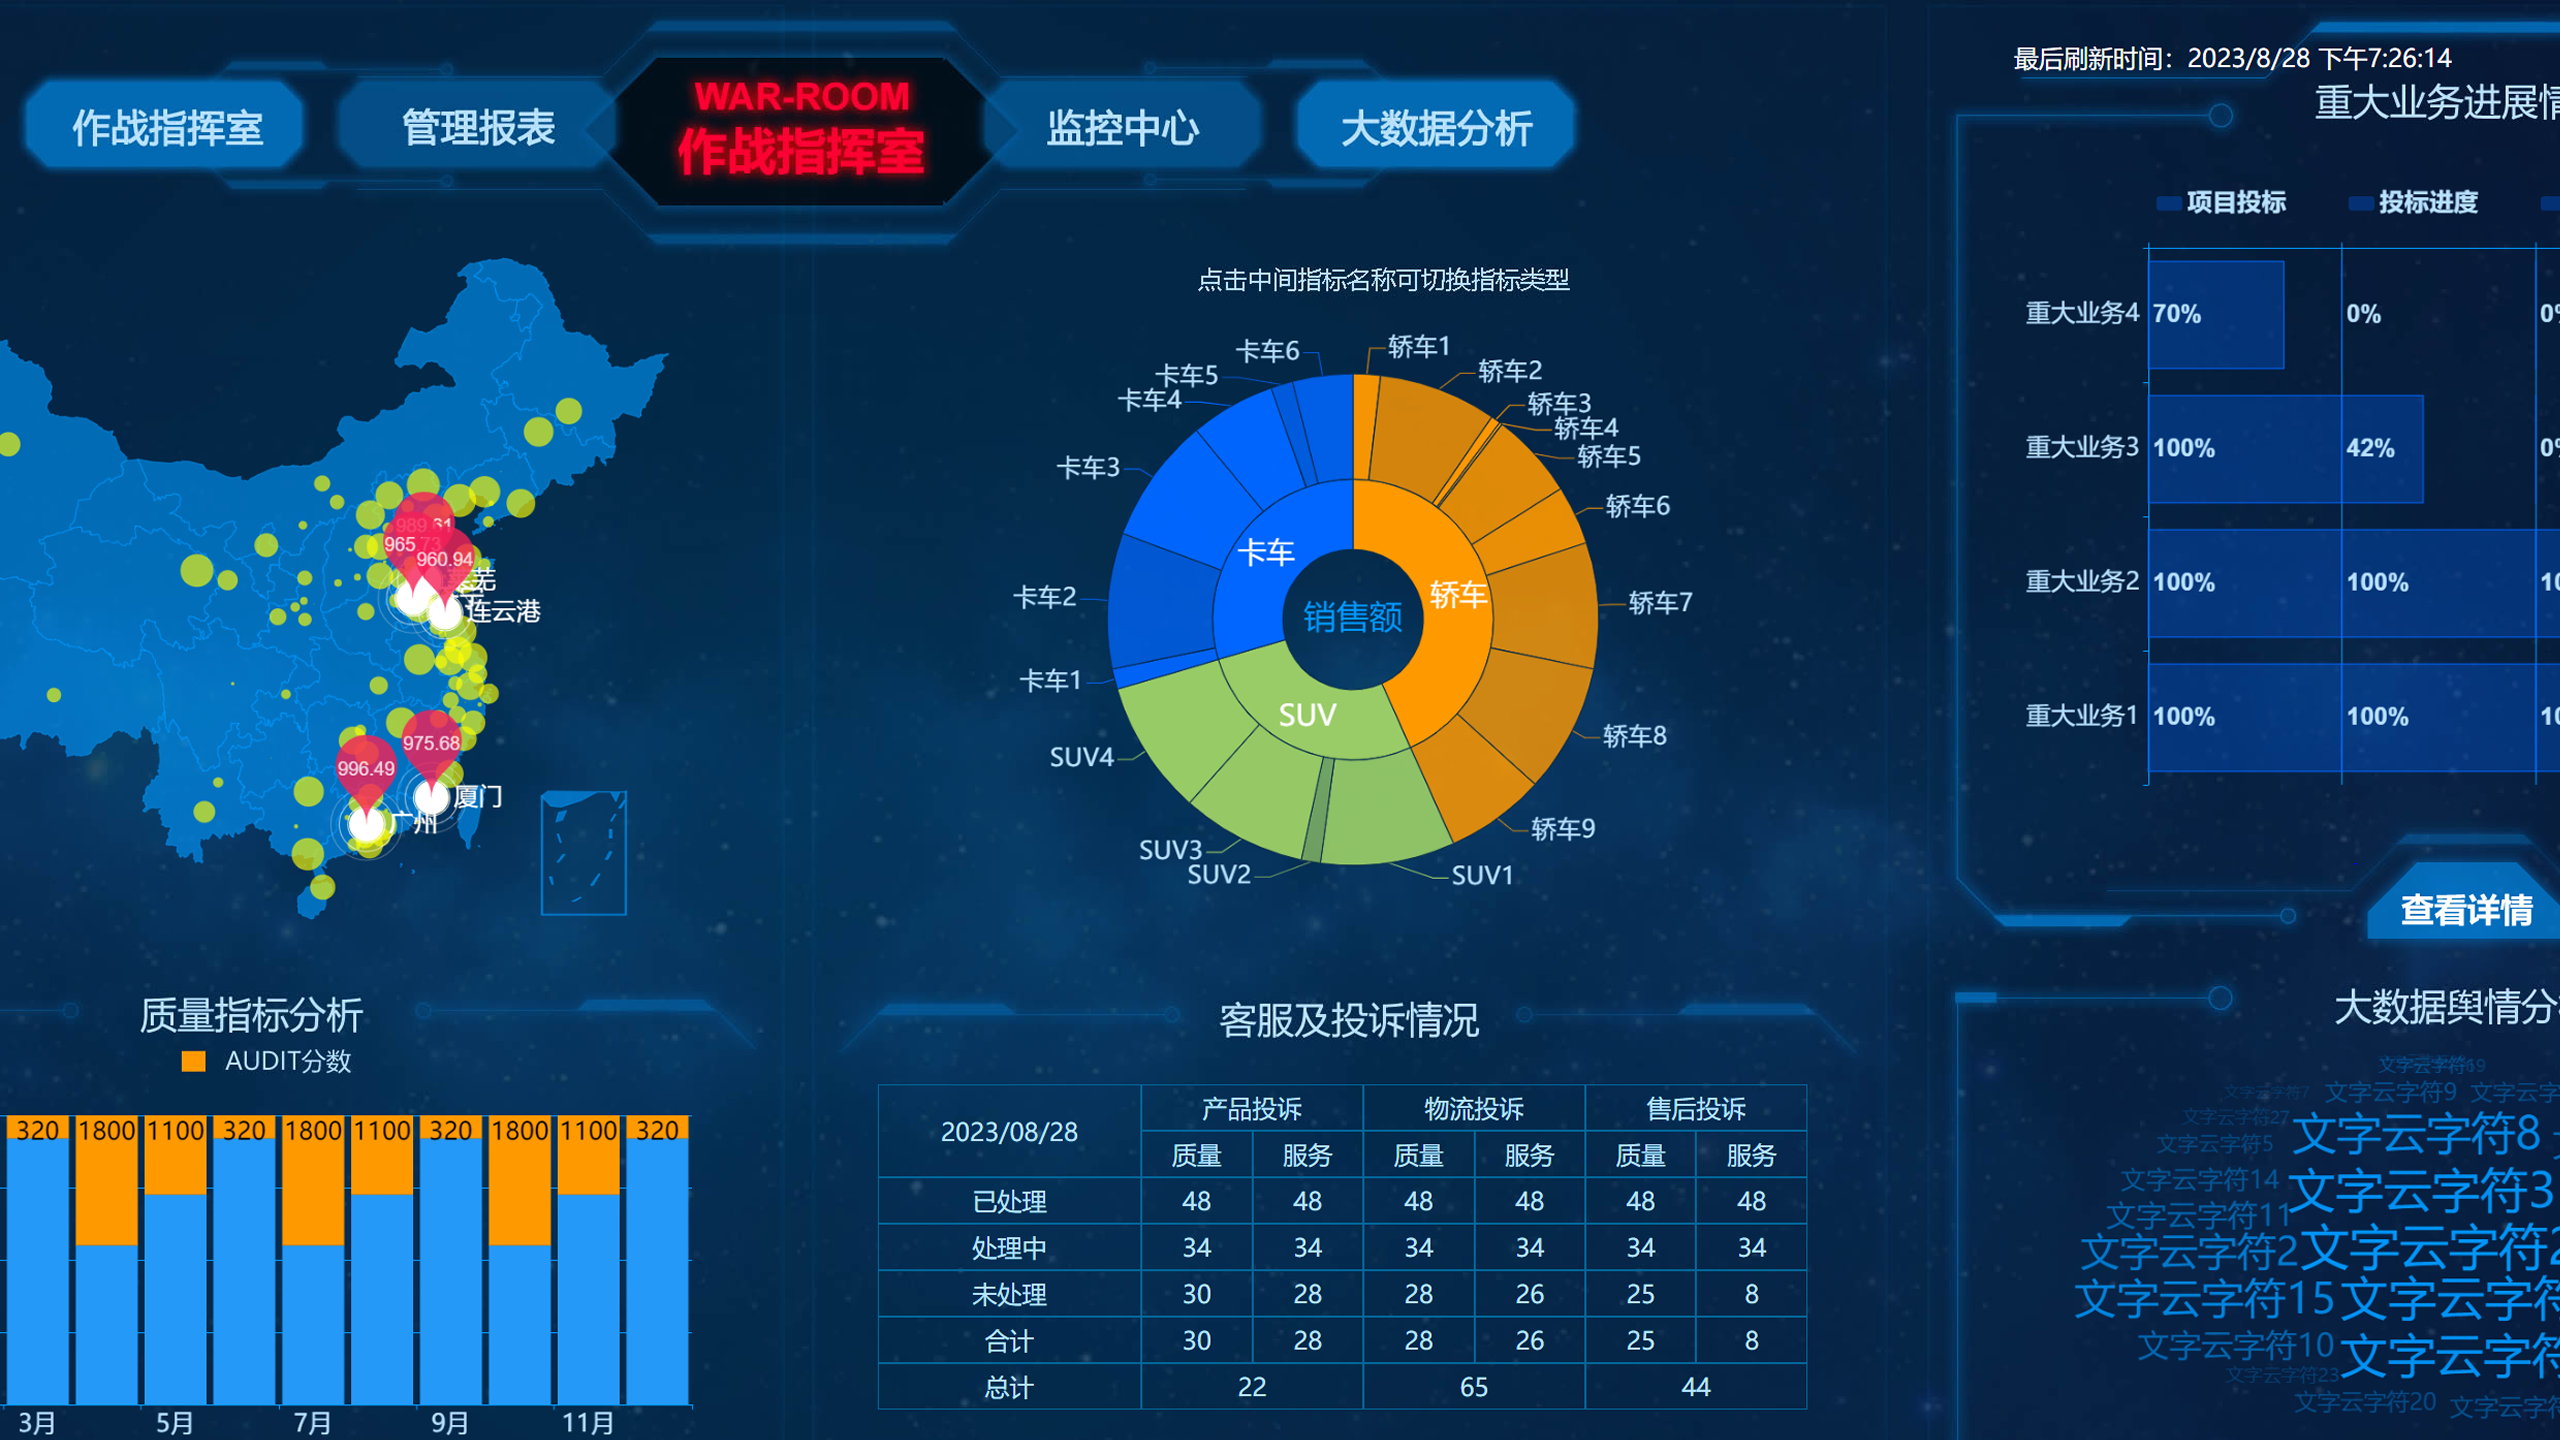 最后刷新时间：2023/8/28 下午7:26:14
作战指挥室
管理报表
WAR-ROOM
作战指挥室
监控中心
大数据分析
989.61
965.73
960.94
连云港
975.68
996.49
厦门
广州
点击中间指标名称可切换指标类型
卡车6
卡车5
卡车4
卡车3
卡车2
卡车1
轿车1
轿车2
轿车3
轿车4
轿车5
轿车6
轿车7
轿车8
轿车9
SUV4
SUV3
SUV2
SUV1
卡车
轿车
SUV
销售额
重大业务进展
项目投标 投标进度
重大业务4 70% 0%
重大业务3 100% 42%
重大业务2 100% 100%
重大业务1 100% 100%
查看详情
质量指标分析
AUDIT分数
320 1800 1100 320 1800 1100 320 1800 1100 320
3月 5月 7月 9月 11月
客服及投诉情况
2023/08/28 产品投诉 物流投诉 售后投诉
质量 服务 质量 服务 质量 服务
已处理 48 48 48 48 48 48
处理中 34 34 34 34 34 34
未处理 30 28 28 26 25 8
合计 30 28 28 26 25 8
总计 22 65 44
大数据舆情分
文字云字符19
文字云字符7 文字云字符9 文字云字
文字云字符27
文字云字符8
文字云字符5
文字云字符14
文字云字符3
文字云字符11
文字云字符2
文字云字符2
文字云字符15
文字云字符
文字云字符10
文字云字符
文字云字符23
文字云字符20
文字云字符